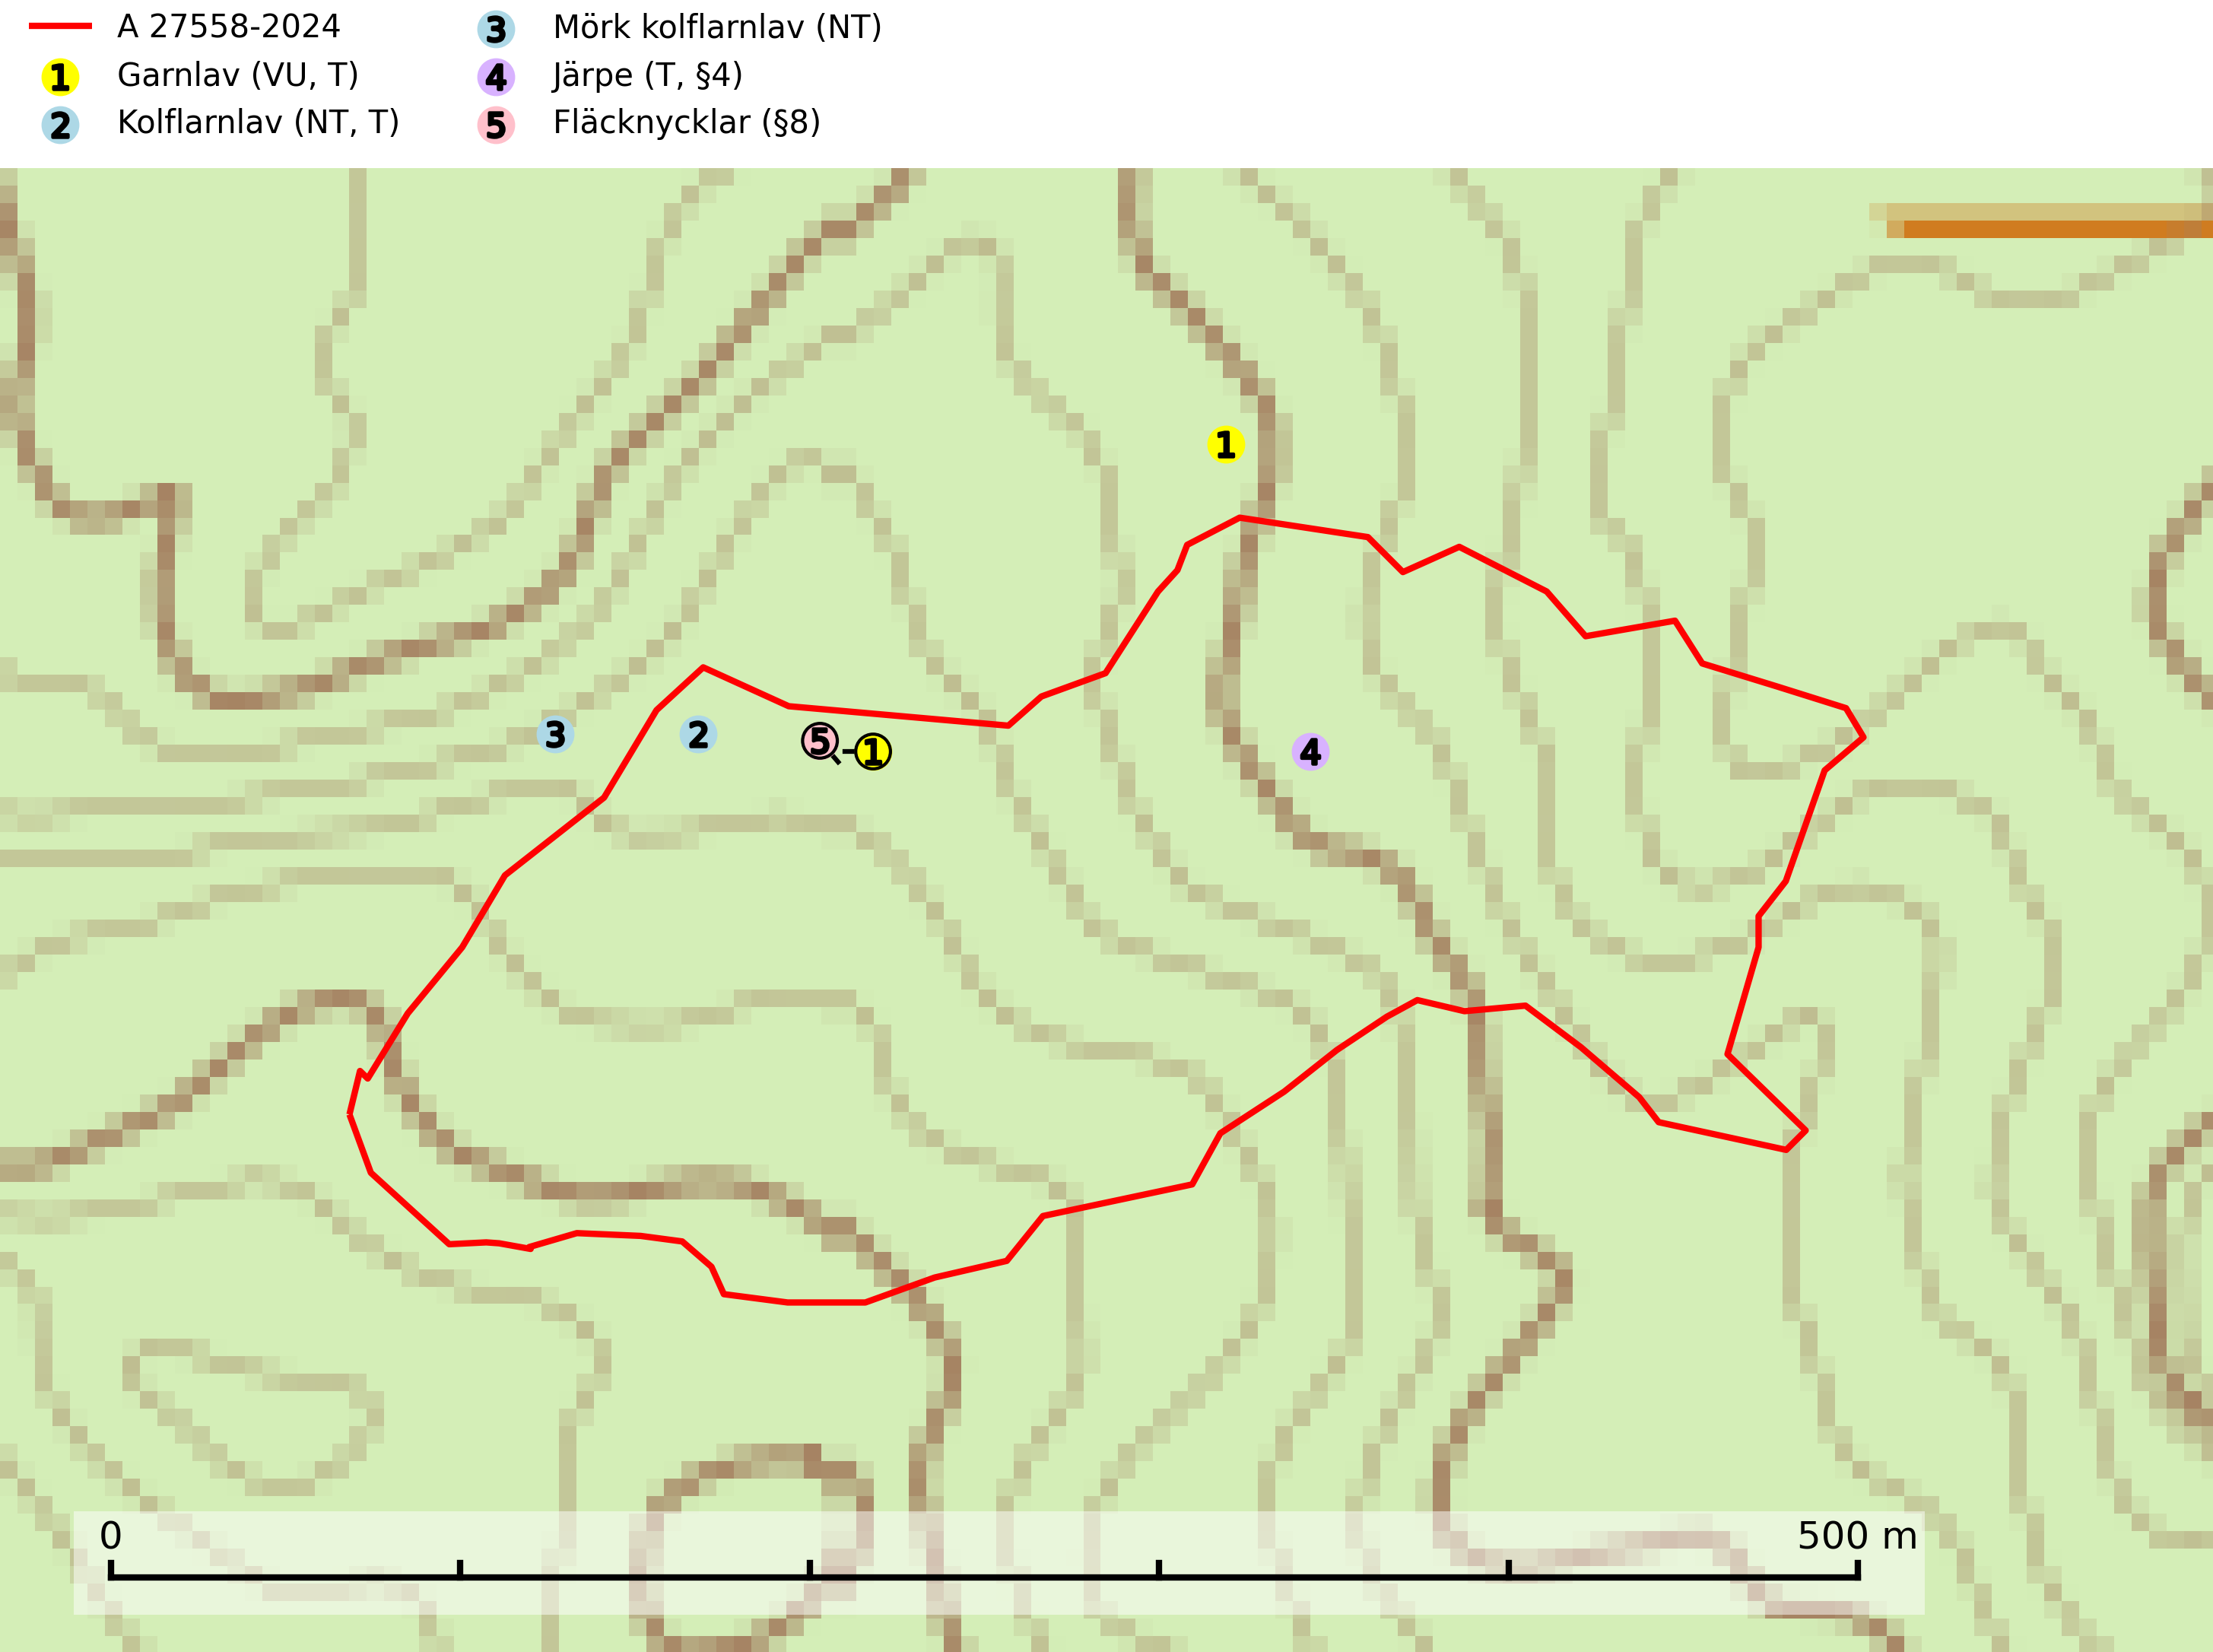 A 27558-2024
1 Garnlav (VU, T)
2 Kolflarnlav (NT, T)
3 Mörk kolflarnlav (NT)
4 Järpe (T, §4)
5 Fläcknycklar (§8)
1
3
2
5
1
4
0
500 m